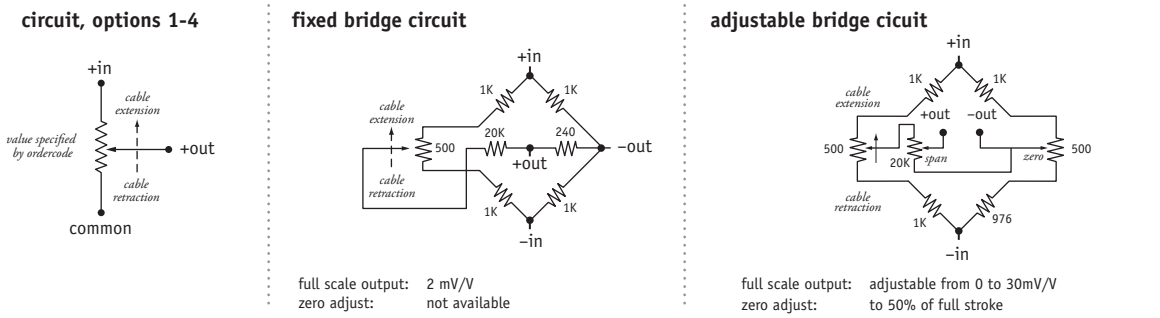 circuit, options 1-4
+in
cable
extension
value specified
by ordercode
+out
cable
retraction
common
fixed bridge circuit
+in
1K
1K
cable
extension
500
20K
240
+out
–out
cable
retraction
1K
1K
–in
full scale output: 2 mV/V
zero adjust: not available
adjustable bridge cicuit
+in
1K
1K
cable
extension
+out
–out
500
20K
span
zero
500
cable
retraction
1K
976
–in
full scale output: adjustable from 0 to 30mV/V
zero adjust: to 50% of full stroke